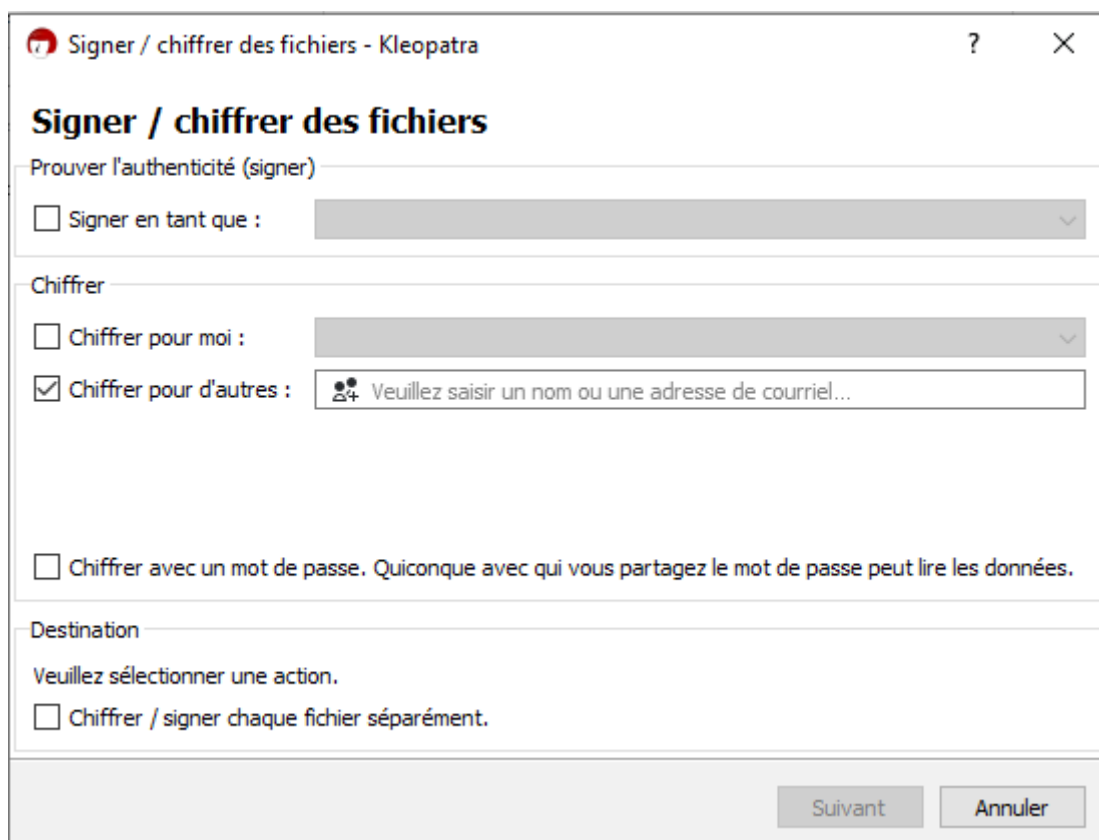 Signer / chiffrer des fichiers - Kleopatra
Signer / chiffrer des fichiers
Prouver l'authenticité (signer)
Signer en tant que :
Chiffrer
Chiffrer pour moi :
Chiffrer pour d'autres : Veuillez saisir un nom ou une adresse de courriel...
Chiffrer avec un mot de passe. Quiconque avec qui vous partagez le mot de passe peut lire les données.
Destination
Veuillez sélectionner une action.
Chiffrer / signer chaque fichier séparément.
Suivant Annuler